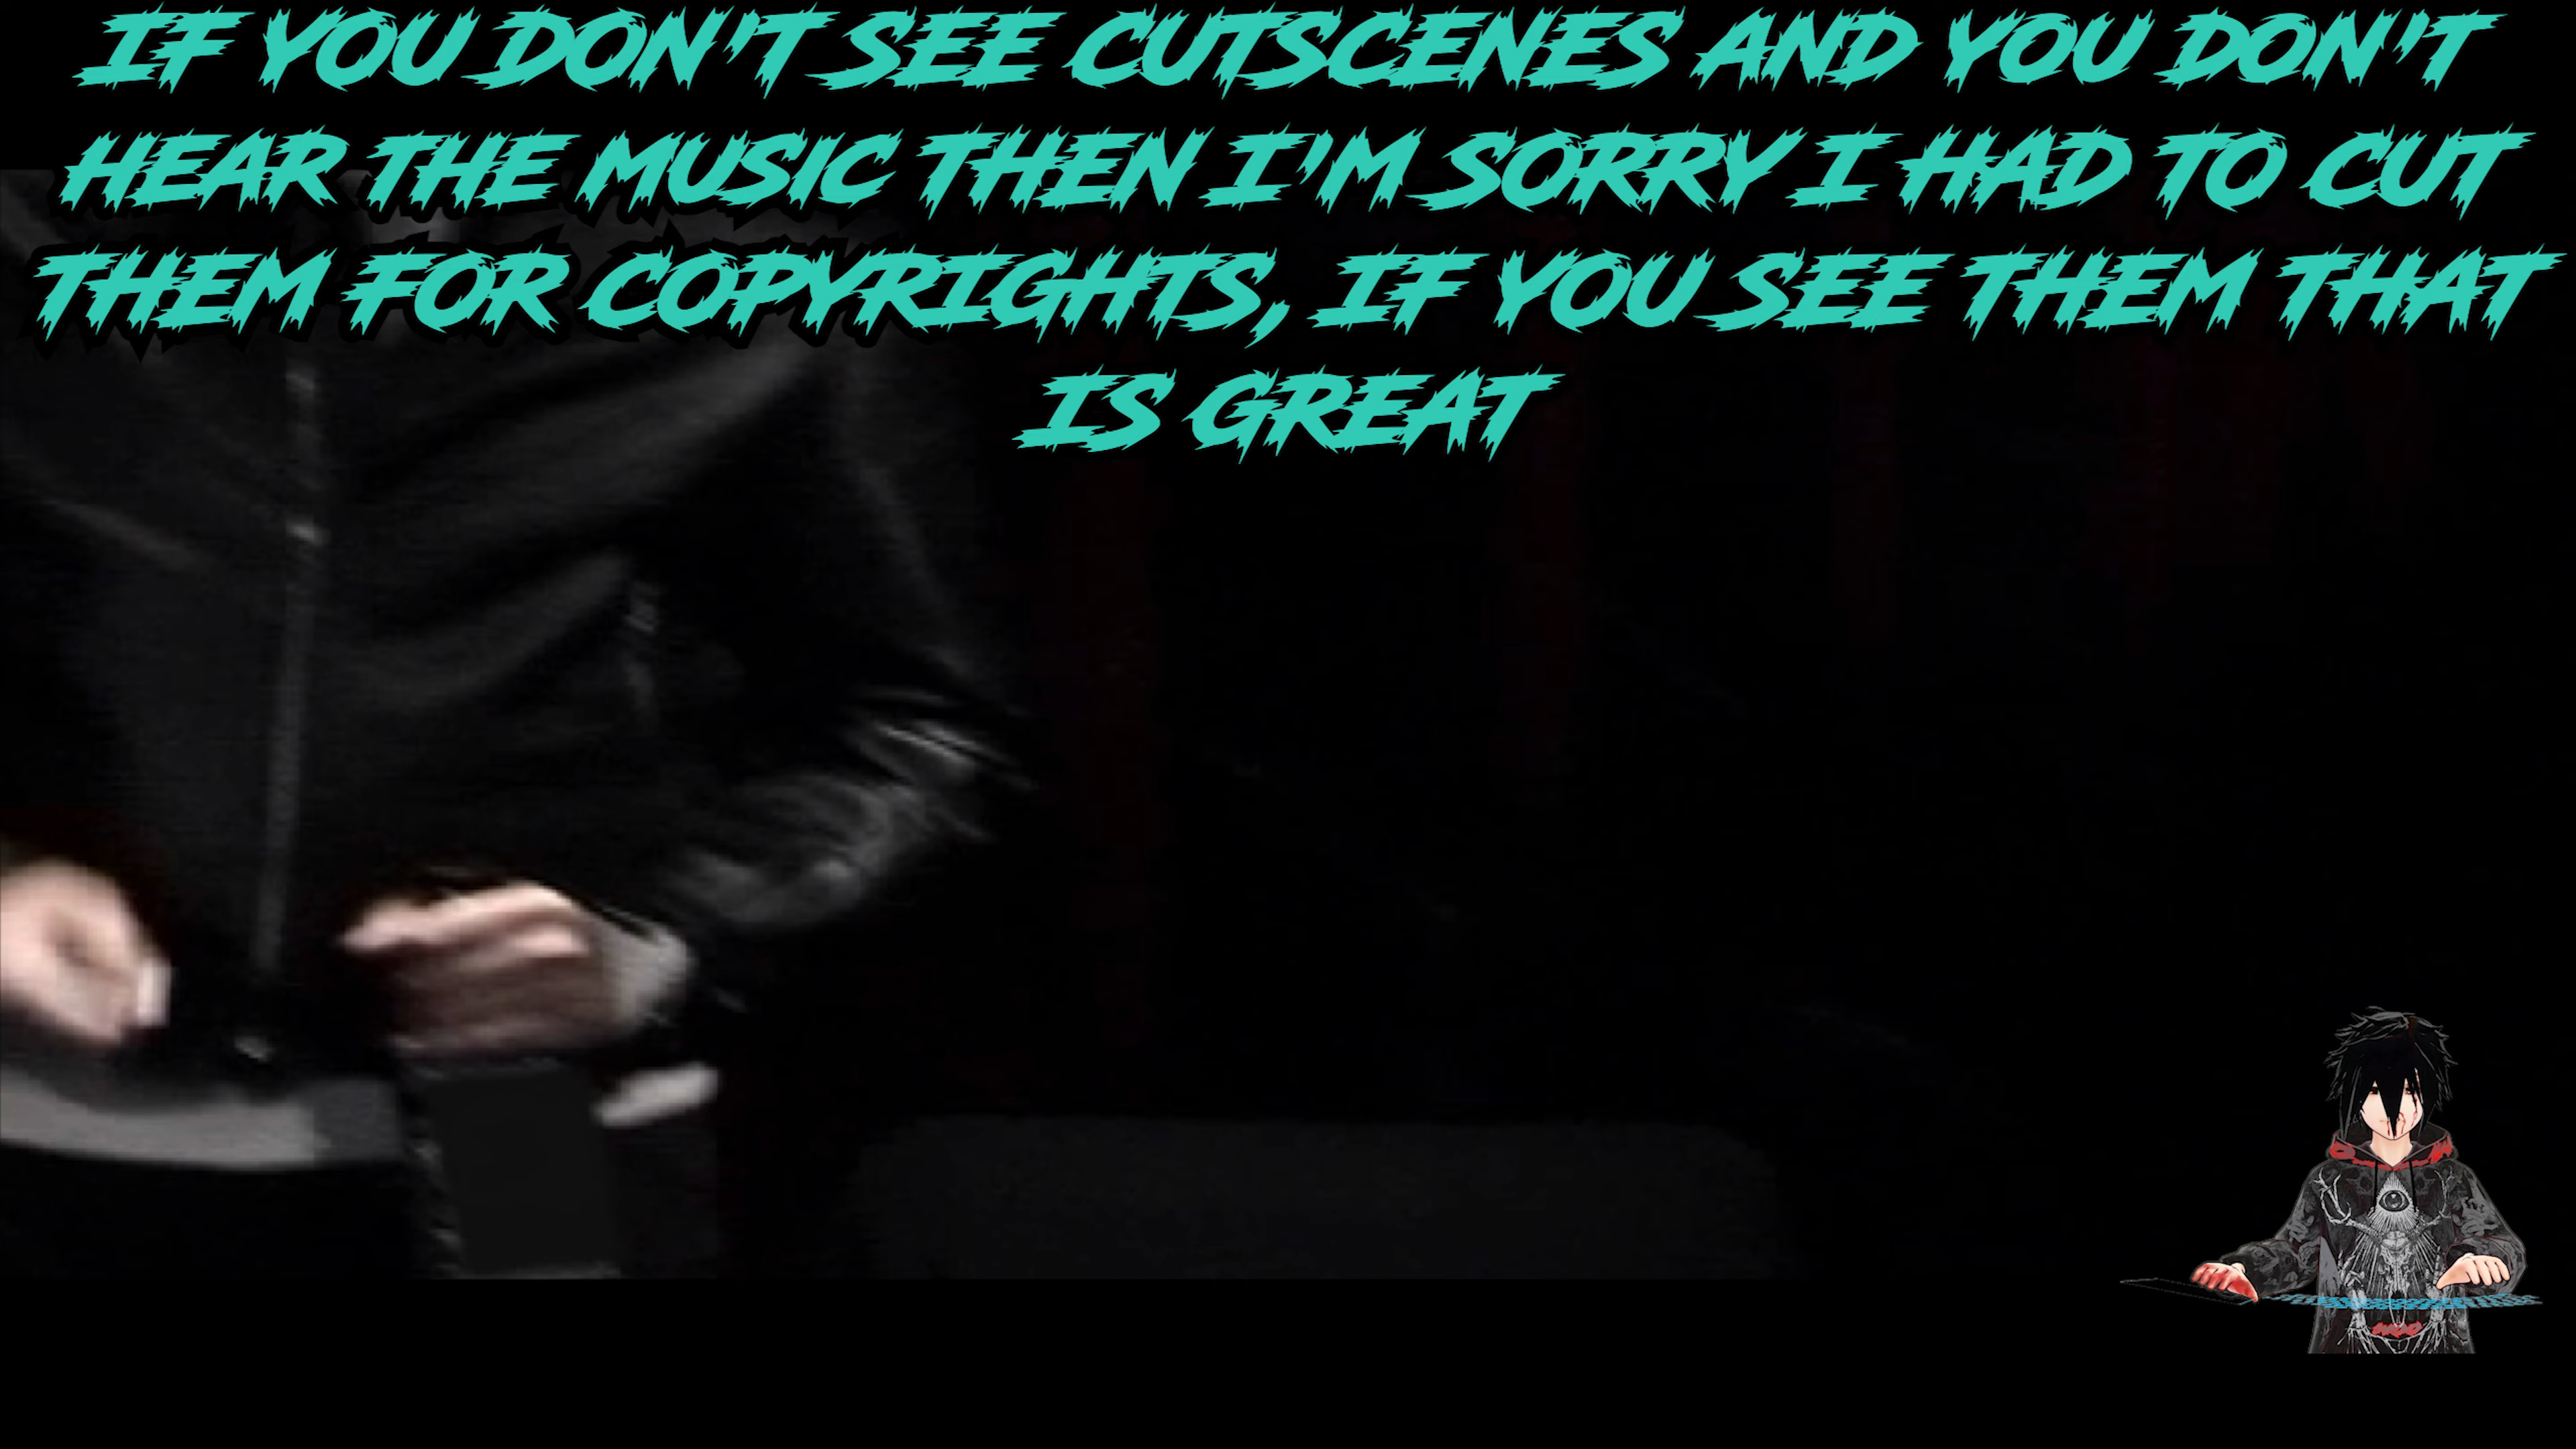 IF YOU DON'T SEE CUTSCENES AND YOU DON'T
HEAR THE MUSIC THEN I'M SORRY I HAD TO CUT
THEM FOR COPYRIGHTS, IF YOU SEE THEM THAT
IS GREAT